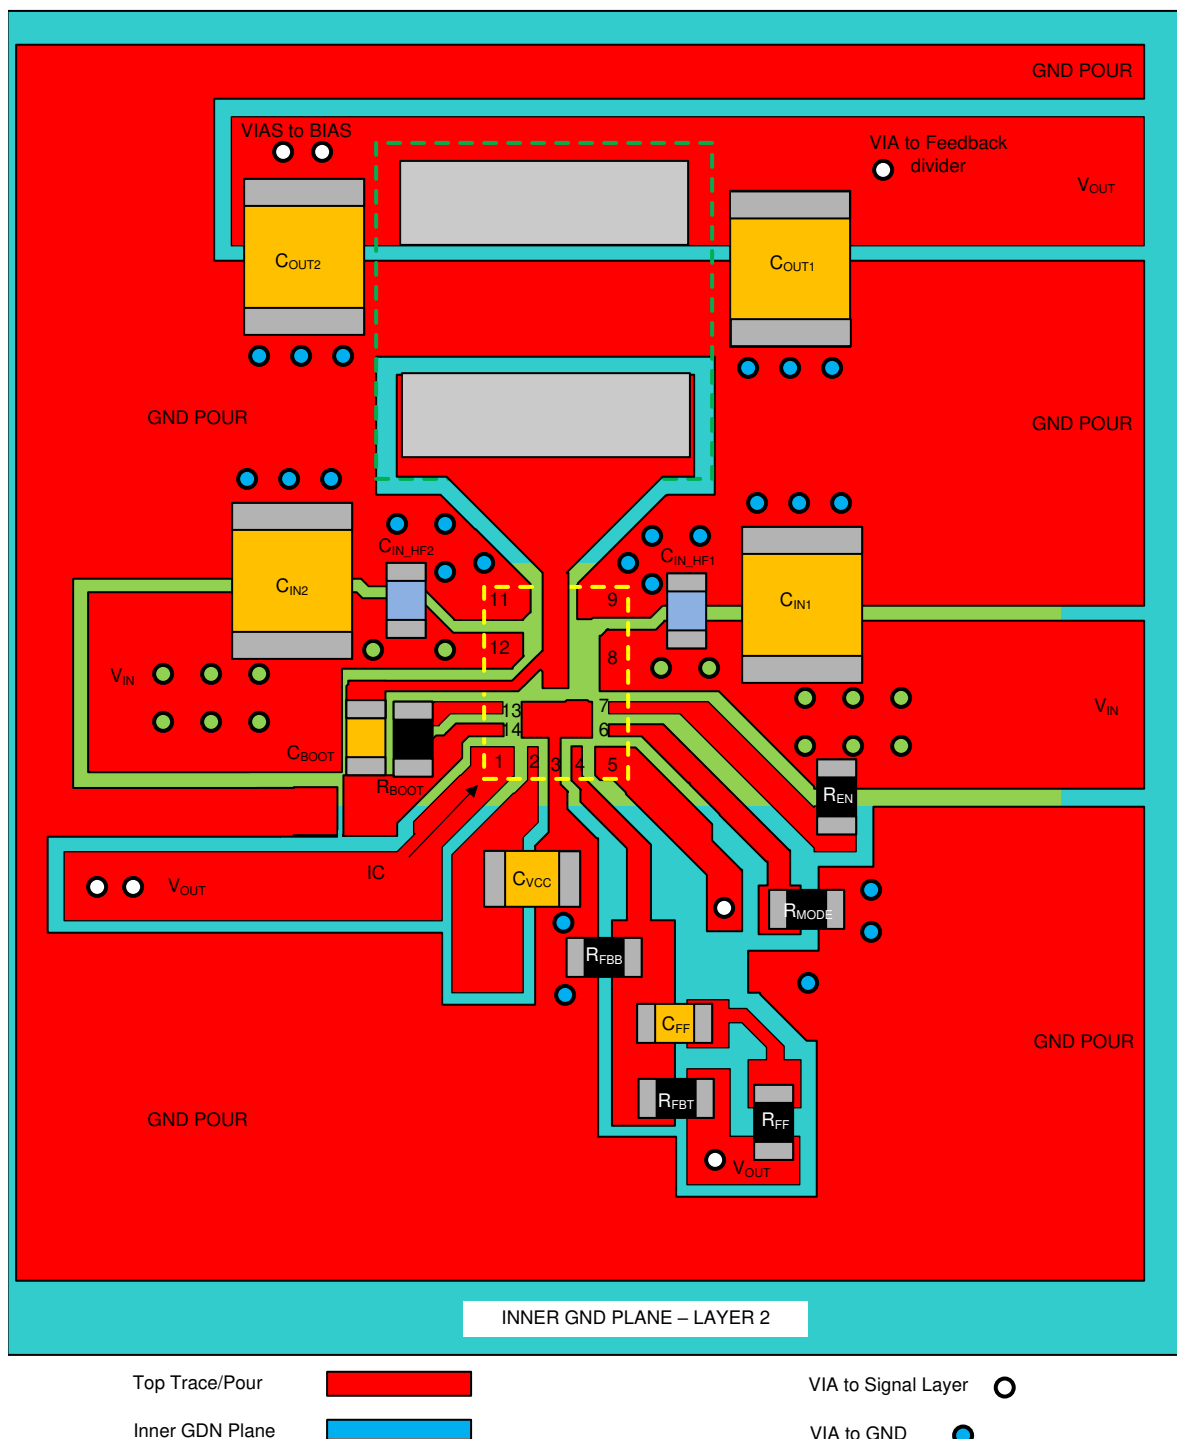 GND POUR
VIAS to BIAS
VIA to Feedback
divider
VOUT
COUT2
COUT1
GND POUR
GND POUR
CIN_HF2
CIN_HF1
CIN2
CIN1
11
9
12
8
VIN
VIN
13
7
14
6
CBOOT
RBOOT
1
2
3
4
5
REN
IC
VOUT
CVCC
RMODE
RFBB
CFF
GND POUR
RFBT
RFF
GND POUR
VOUT
INNER GND PLANE – LAYER 2
Top Trace/Pour
VIA to Signal Layer
Inner GDN Plane
VIA to GND